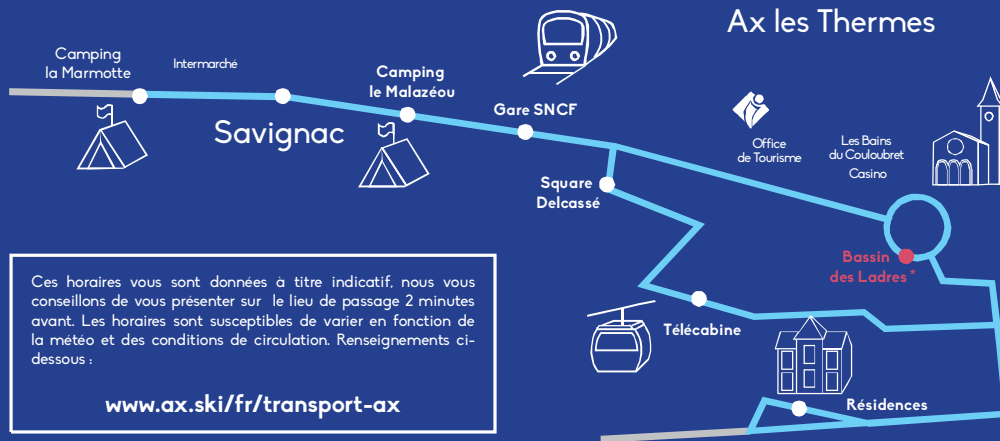 Ax les Thermes
Camping
la Marmotte
Intermarché
Camping
le Malazéou
Savignac
Gare SNCF
Office
de Tourisme
Les Bains
du Couloubret
Casino
Square
Delcassé
Bassin
des Ladres *
Télécabine
Résidences
Ces horaires vous sont données à titre indicatif, nous vous
conseillons de vous présenter sur le lieu de passage 2 minutes
avant. Les horaires sont susceptibles de varier en fonction de
la météo et des conditions de circulation. Renseignements ci-
dessous :
www.ax.ski/fr/transport-ax